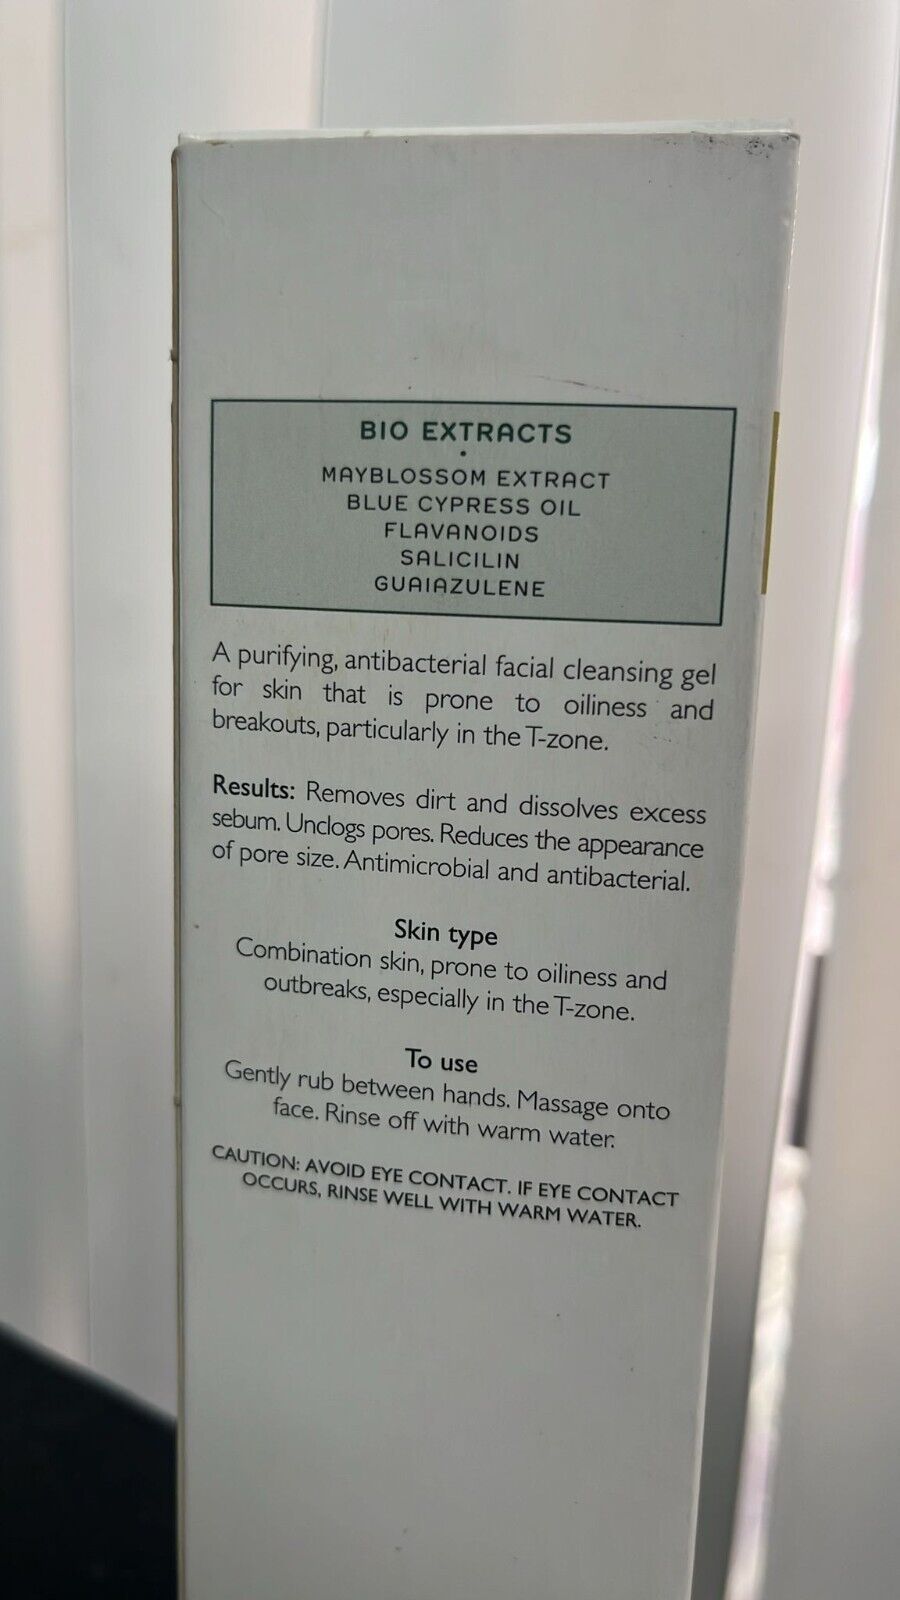 BIO EXTRACTS
•
MAYBLOSSOM EXTRACT
BLUE CYPRESS OIL
FLAVANOIDS
SALICILIN
GUAIAZULENE
A purifying, antibacterial facial cleansing gel
for skin that is prone to oiliness and
breakouts, particularly in the T-zone.
Results: Removes dirt and dissolves excess
sebum. Unclogs pores. Reduces the appearance
of pore size. Antimicrobial and antibacterial.
Skin type
Combination skin, prone to oiliness and
outbreaks, especially in the T-zone.
To use
Gently rub between hands. Massage onto
face. Rinse off with warm water.
CAUTION: AVOID EYE CONTACT. IF EYE CONTACT
OCCURS, RINSE WELL WITH WARM WATER.